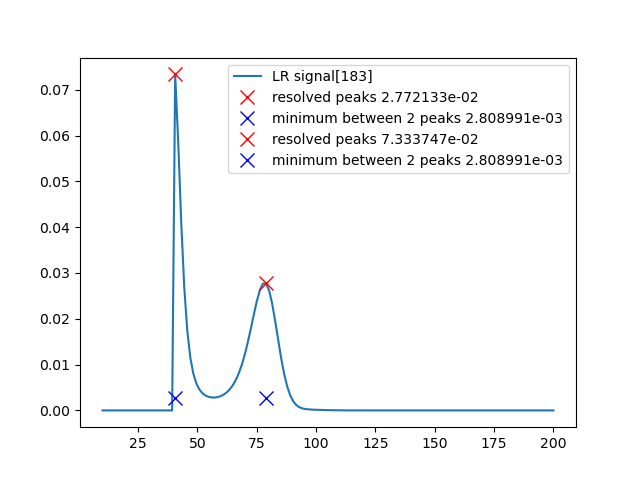 LR signal[183]
resolved peaks 2.772133e-02
minimum between 2 peaks 2.808991e-03
resolved peaks 7.333747e-02
minimum between 2 peaks 2.808991e-03
0.07
0.06
0.05
0.04
0.03
0.02
0.01
0.00
25 50 75 100 125 150 175 200